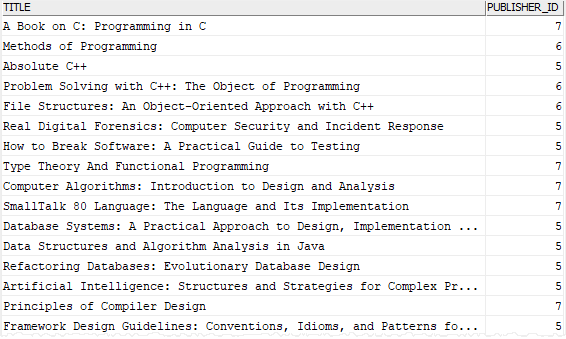 TITLE PUBLISHER_ID
A Book on C: Programming in C 7
Methods of Programming 6
Absolute C++ 5
Problem Solving with C++: The Object of Programming 6
File Structures: An Object-Oriented Approach with C++ 6
Real Digital Forensics: Computer Security and Incident Response 5
How to Break Software: A Practical Guide to Testing 5
Type Theory And Functional Programming 7
Computer Algorithms: Introduction to Design and Analysis 7
SmallTalk 80 Language: The Language and Its Implementation 7
Database Systems: A Practical Approach to Design, Implementation ... 5
Data Structures and Algorithm Analysis in Java 5
Refactoring Databases: Evolutionary Database Design 5
Artificial Intelligence: Structures and Strategies for Complex Pr... 5
Principles of Compiler Design 7
Framework Design Guidelines: Conventions, Idioms, and Patterns fo... 5